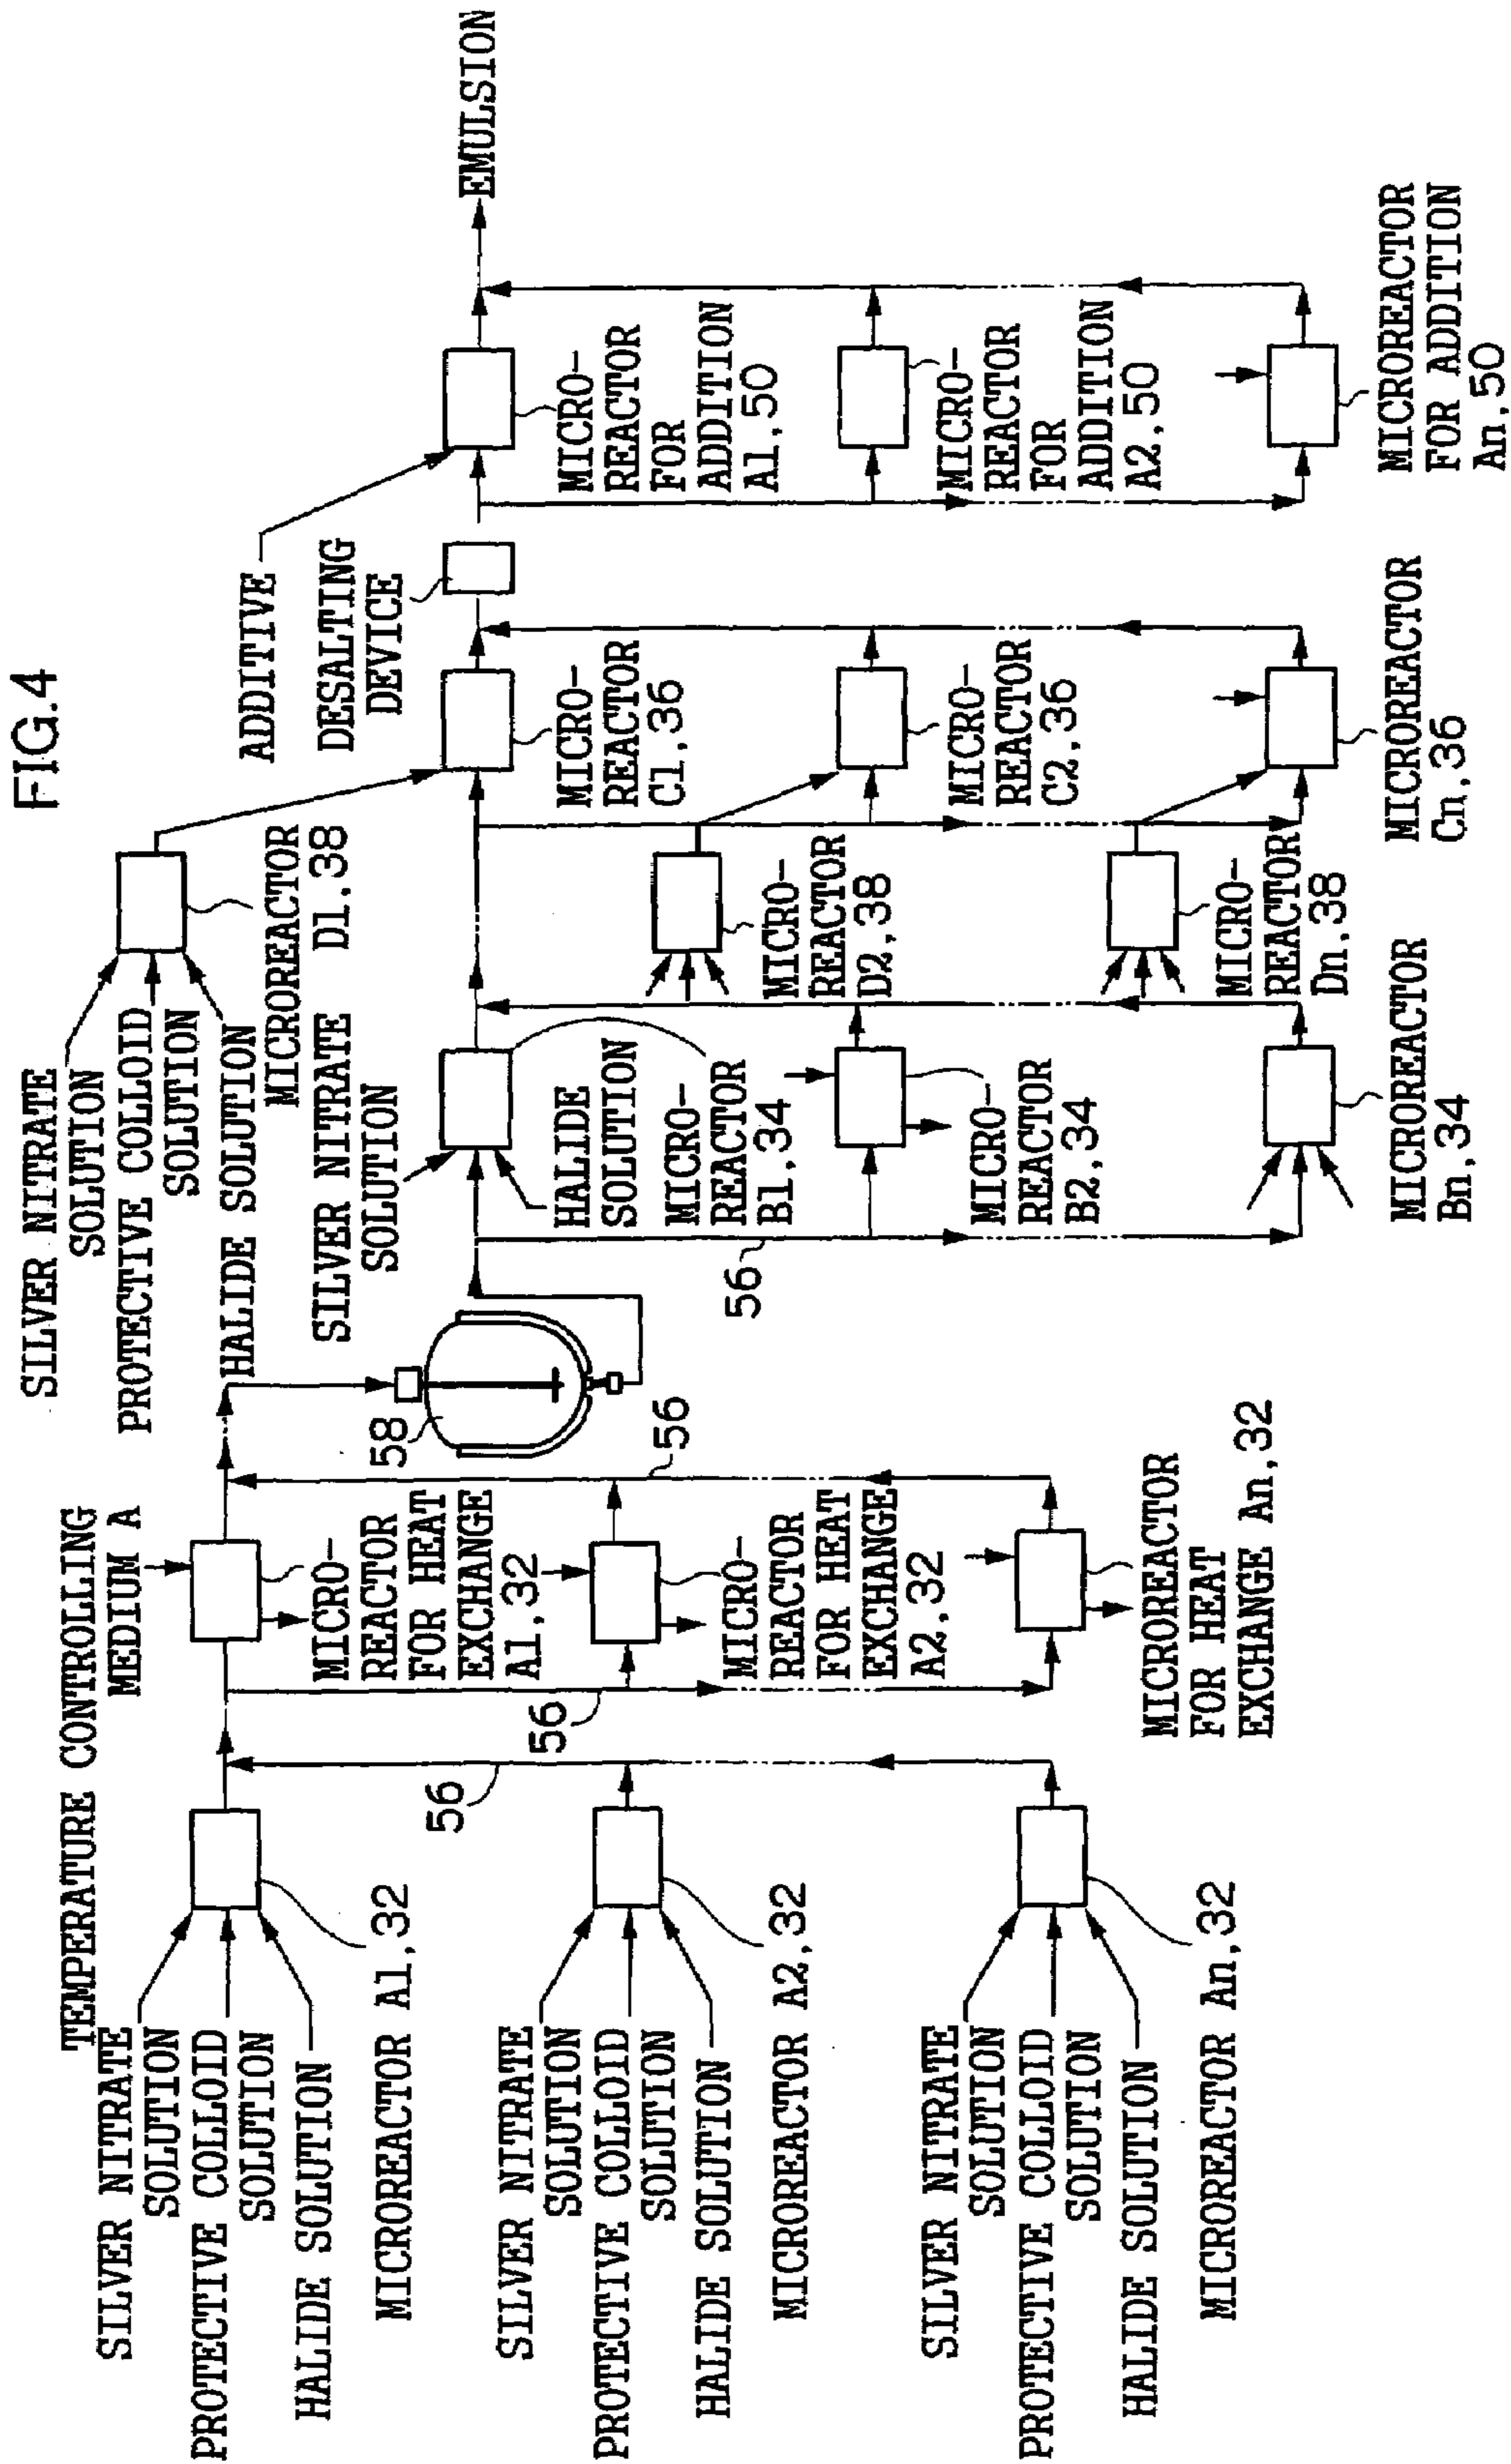 FIG.4
SILVER NITRATE
SOLUTION
PROTECTIVE COLLOID
SOLUTION
HALIDE SOLUTION
MICROREACTOR A1,32
SILVER NITRATE
SOLUTION
PROTECTIVE COLLOID
SOLUTION
HALIDE SOLUTION
MICROREACTOR A2,32
SILVER NITRATE
SOLUTION
PROTECTIVE COLLOID
SOLUTION
HALIDE SOLUTION
MICROREACTOR An,32
56
TEMPERATURE CONTROLLING
MEDIUM A
MICRO-
REACTOR
FOR HEAT
EXCHANGE
A1,32
56
MICRO-
REACTOR
FOR HEAT
EXCHANGE
A2,32
56
MICROREACTOR
FOR HEAT
EXCHANGE An,32
58
SILVER NITRATE
SOLUTION
HALIDE
SOLUTION
MICRO-
REACTOR
B1,34
56
MICRO-
REACTOR
B2,34
MICROREACTOR
Bn,34
SILVER NITRATE
SOLUTION
PROTECTIVE COLLOID
SOLUTION
HALIDE SOLUTION
MICROREACTOR
D1,38
MICRO-
REACTOR
D2,38
MICRO-
REACTOR
Dn,38
MICRO-
REACTOR
C1,36
MICRO-
REACTOR
C2,36
MICROREACTOR
Cn,36
DESALTING
DEVICE
ADDITIVE
MICRO-
REACTOR
FOR
ADDITION
A1,50
MICRO-
REACTOR
FOR
ADDITION
A2,50
MICROREACTOR
FOR ADDITION
An,50
EMULSION